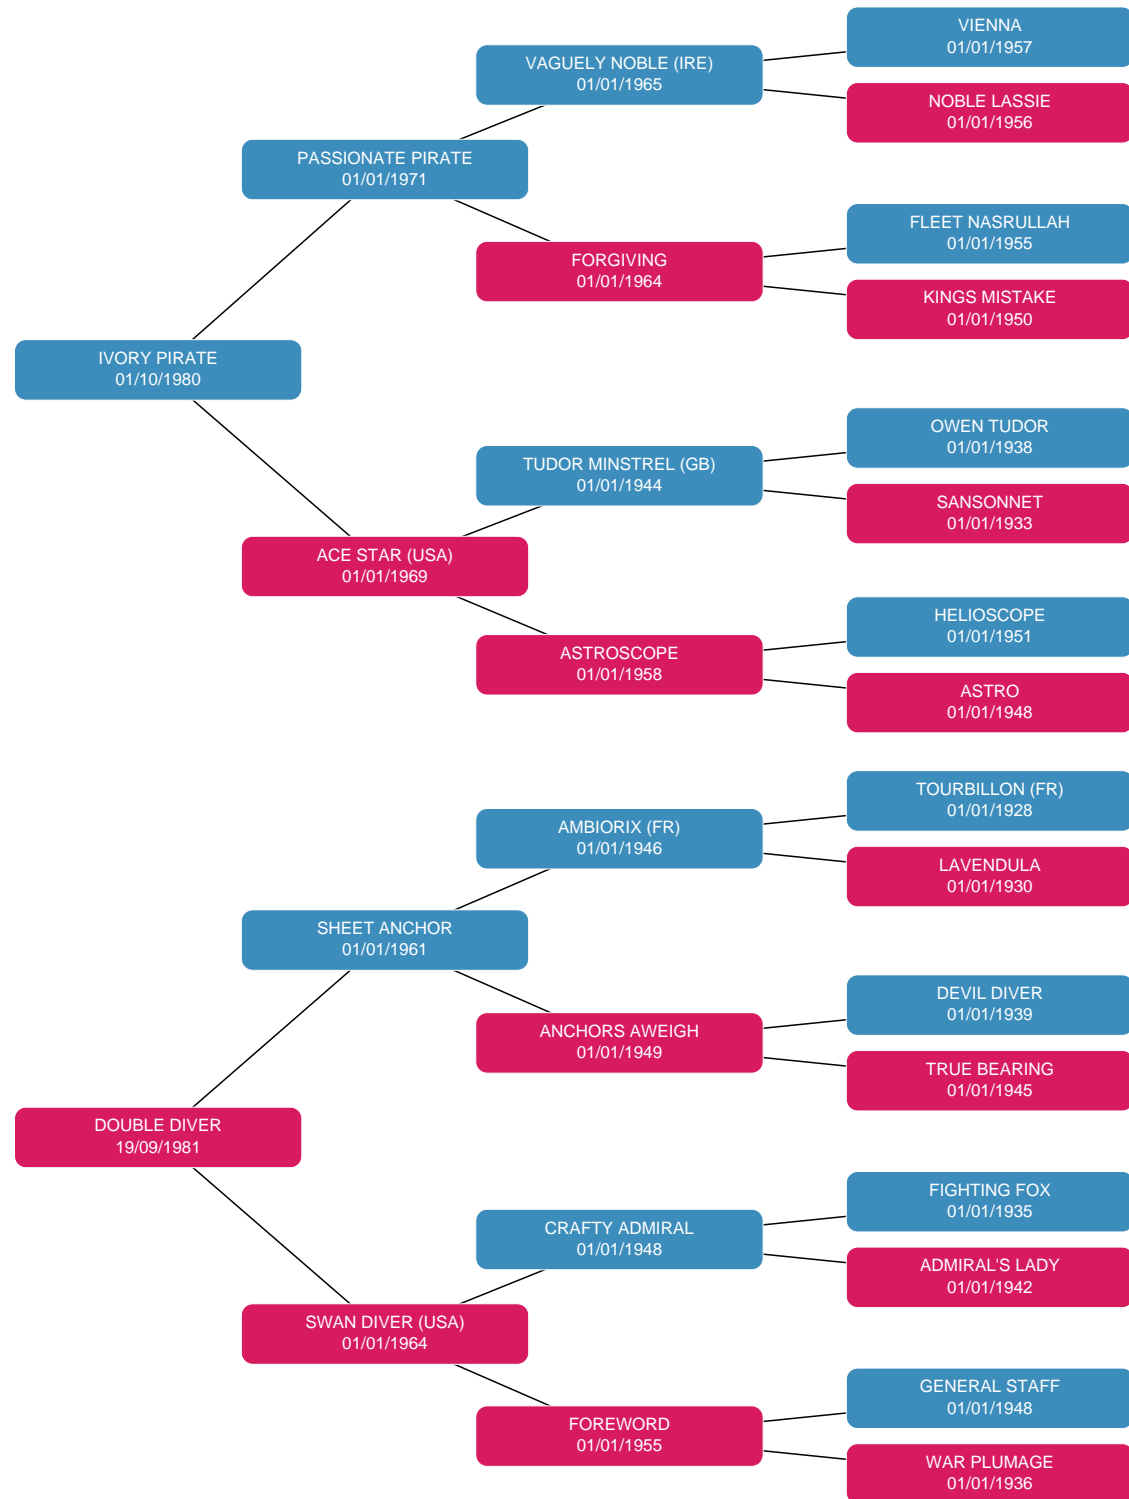 VIENNA
01/01/1957
VAGUELY NOBLE (IRE)
01/01/1965
NOBLE LASSIE
01/01/1956
PASSIONATE PIRATE
01/01/1971
FLEET NASRULLAH
01/01/1955
FORGIVING
01/01/1964
KINGS MISTAKE
01/01/1950
IVORY PIRATE
01/10/1980
OWEN TUDOR
01/01/1938
TUDOR MINSTREL (GB)
01/01/1944
SANSONNET
01/01/1933
ACE STAR (USA)
01/01/1969
HELIOSCOPE
01/01/1951
ASTROSCOPE
01/01/1958
ASTRO
01/01/1948
TOURBILLON (FR)
01/01/1928
AMBIORIX (FR)
01/01/1946
LAVENDULA
01/01/1930
SHEET ANCHOR
01/01/1961
DEVIL DIVER
01/01/1939
ANCHORS AWEIGH
01/01/1949
TRUE BEARING
01/01/1945
DOUBLE DIVER
19/09/1981
FIGHTING FOX
01/01/1935
CRAFTY ADMIRAL
01/01/1948
ADMIRAL'S LADY
01/01/1942
SWAN DIVER (USA)
01/01/1964
GENERAL STAFF
01/01/1948
FOREWORD
01/01/1955
WAR PLUMAGE
01/01/1936